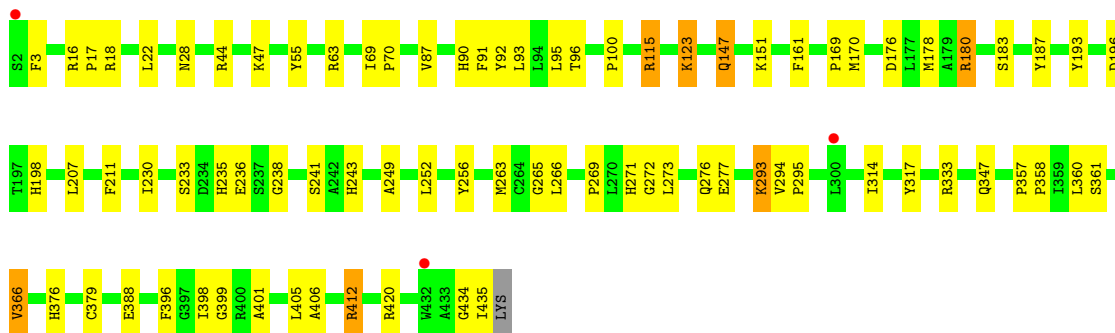 S2 F3 R16 P17 R18 L22 N28 R44 K47 Y55 R63 I69 P70 V87 H90 F91 Y92 L93 L94 L95 T96 P100 R115 K123 Q147 K151 F161 P169 M170 D176 L177 M178 A179 R180 S183 Y187 Y193 D196
T197 H198 L207 F211 I230 S233 D234 H235 E236 S237 G238 S241 A242 H243 A249 L252 Y256 M263 C264 G265 L266 P269 L270 H271 G272 L273 Q276 E277 K293 V294 P295 L300 I314 Y317 R333 Q347 P357 P358 I359 L360 S361
V366 H376 C379 E388 F396 G397 I398 G399 R400 A401 L405 A406 R412 R420 W432 A433 G434 I435 LYS